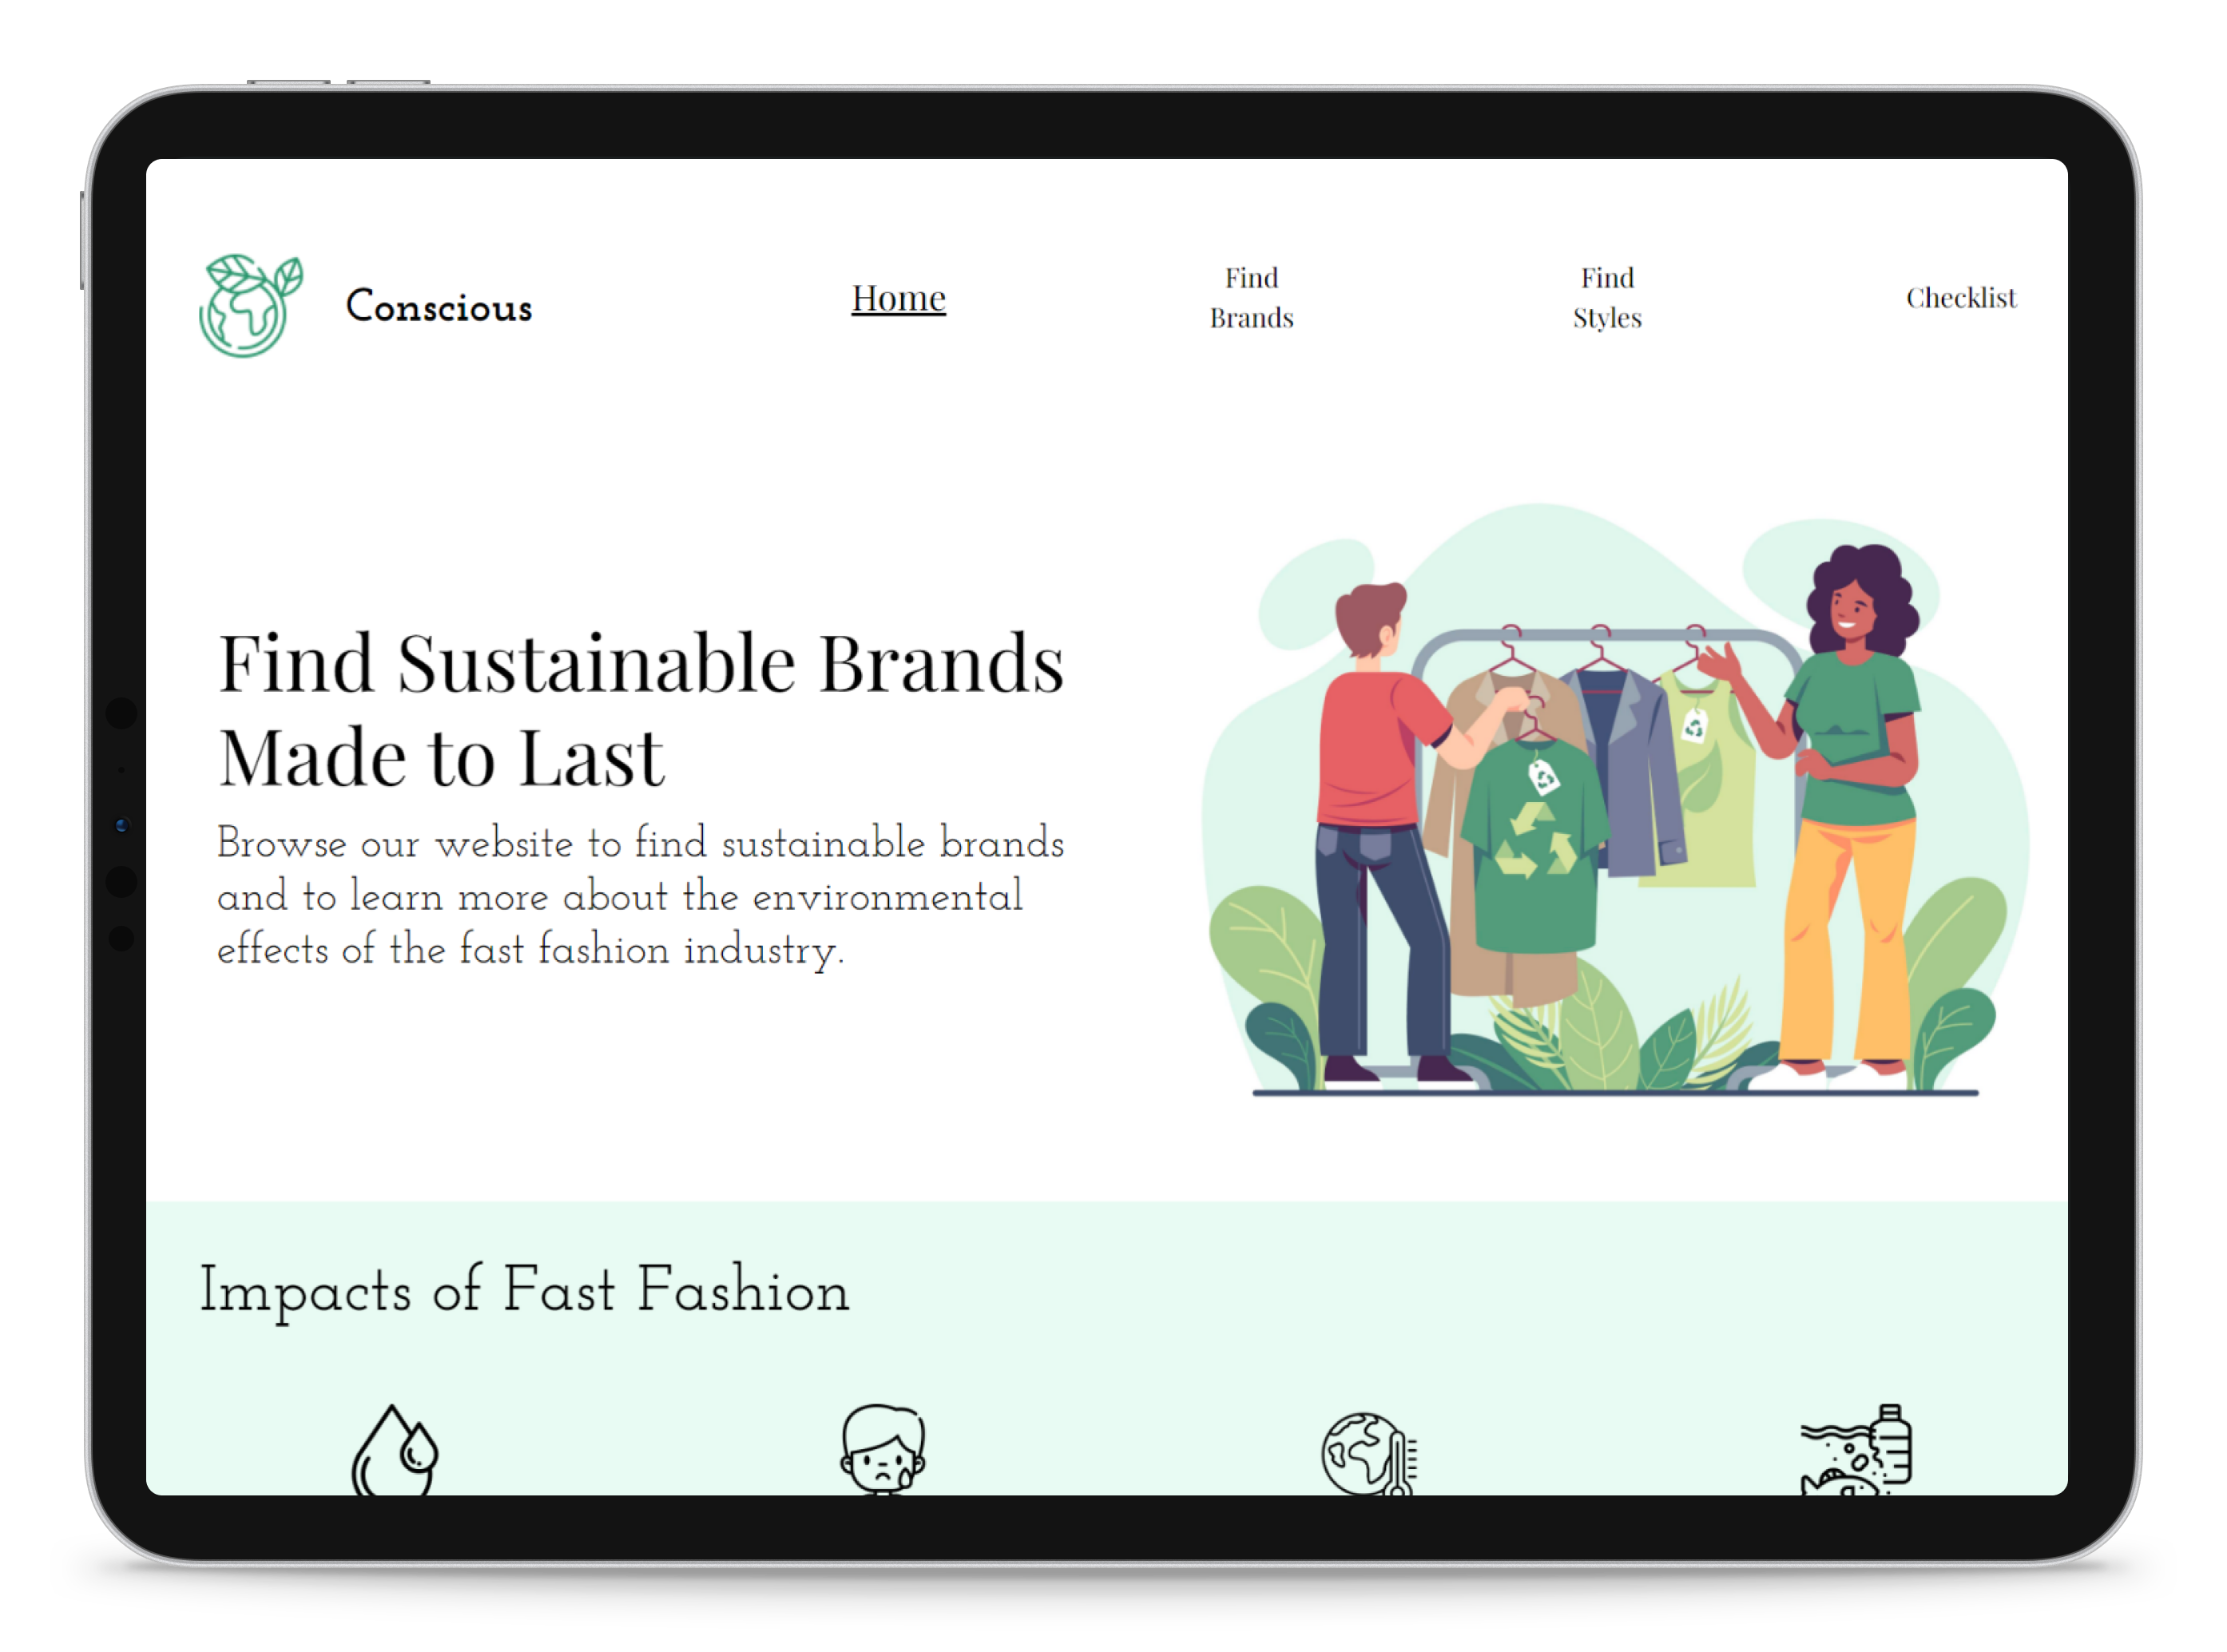 Conscious
Home
Find
Brands
Find
Styles
Checklist
Find Sustainable Brands
Made to Last
Browse our website to find sustainable brands
and to learn more about the environmental
effects of the fast fashion industry.
Impacts of Fast Fashion